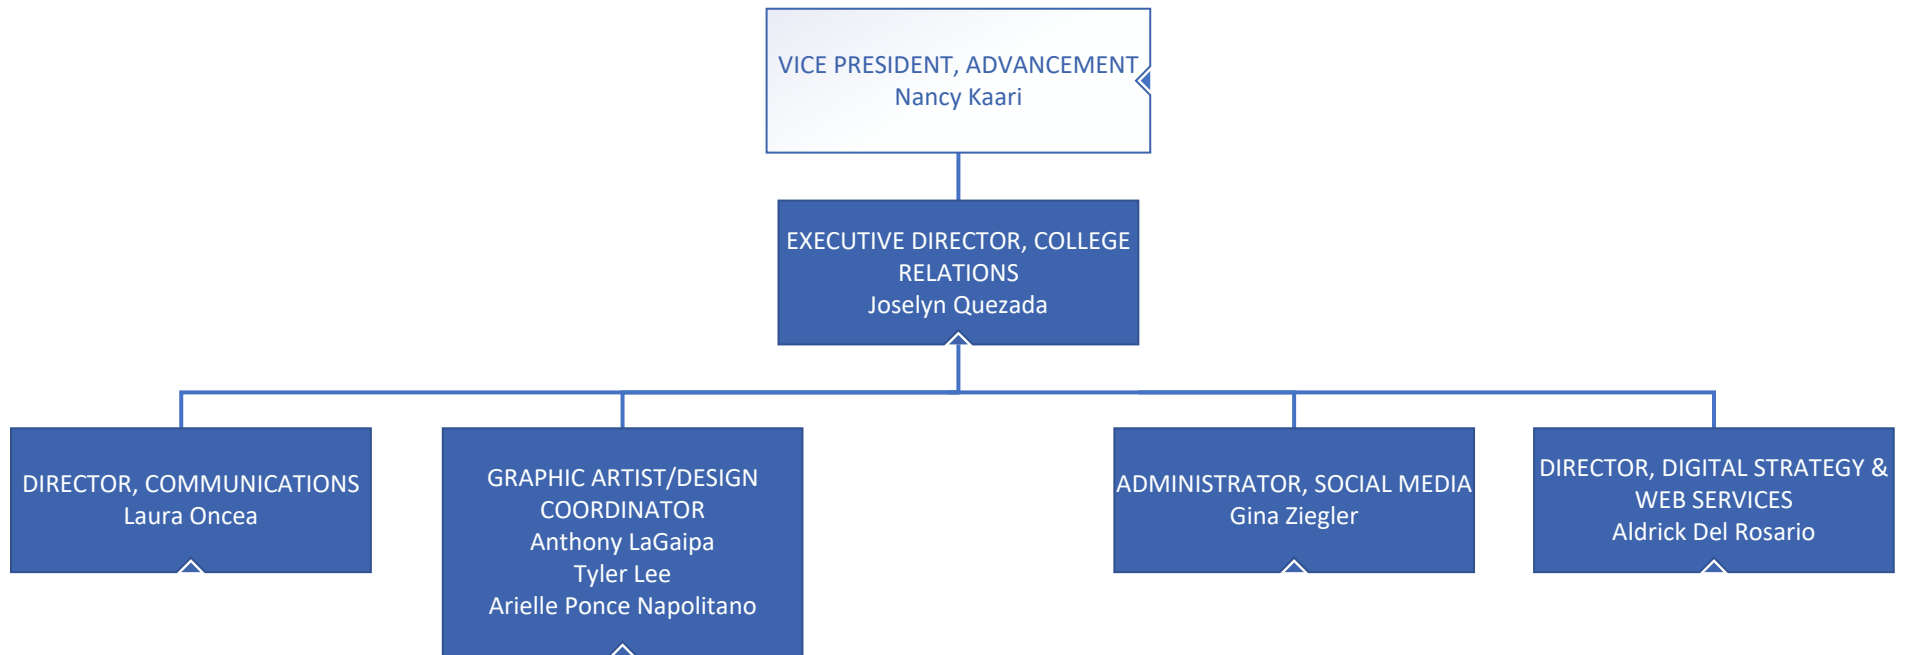 VICE PRESIDENT, ADVANCEMENT
Nancy Kaari
EXECUTIVE DIRECTOR, COLLEGE
RELATIONS
Joselyn Quezada
DIRECTOR, COMMUNICATIONS
Laura Oncea
GRAPHIC ARTIST/DESIGN
COORDINATOR
Anthony LaGaipa
Tyler Lee
Arielle Ponce Napolitano
ADMINISTRATOR, SOCIAL MEDIA
Gina Ziegler
DIRECTOR, DIGITAL STRATEGY &
WEB SERVICES
Aldrick Del Rosario